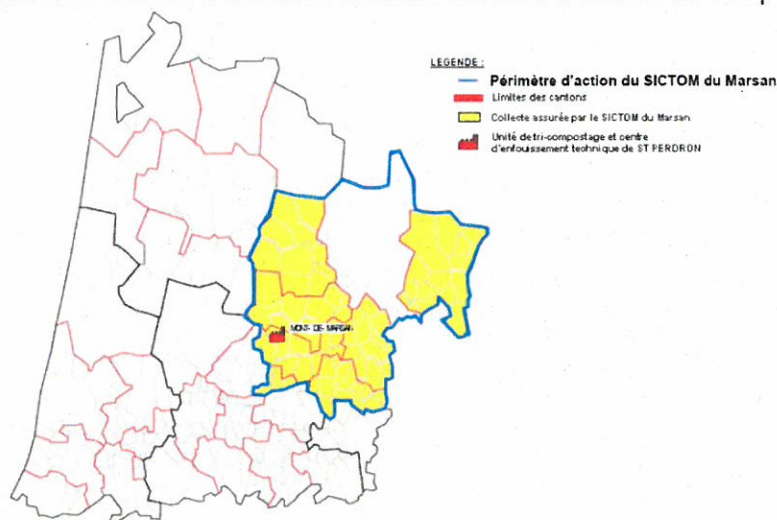 LEGENDE :
Périmètre d'action du SICTOM du Marsan
Limites des cantons
Collecte assurée par le SICTOM du Marsan
Unité de tri-compostage et centre
d'enfouissement technique de ST PERDRON
MONT-DE-MARSAN